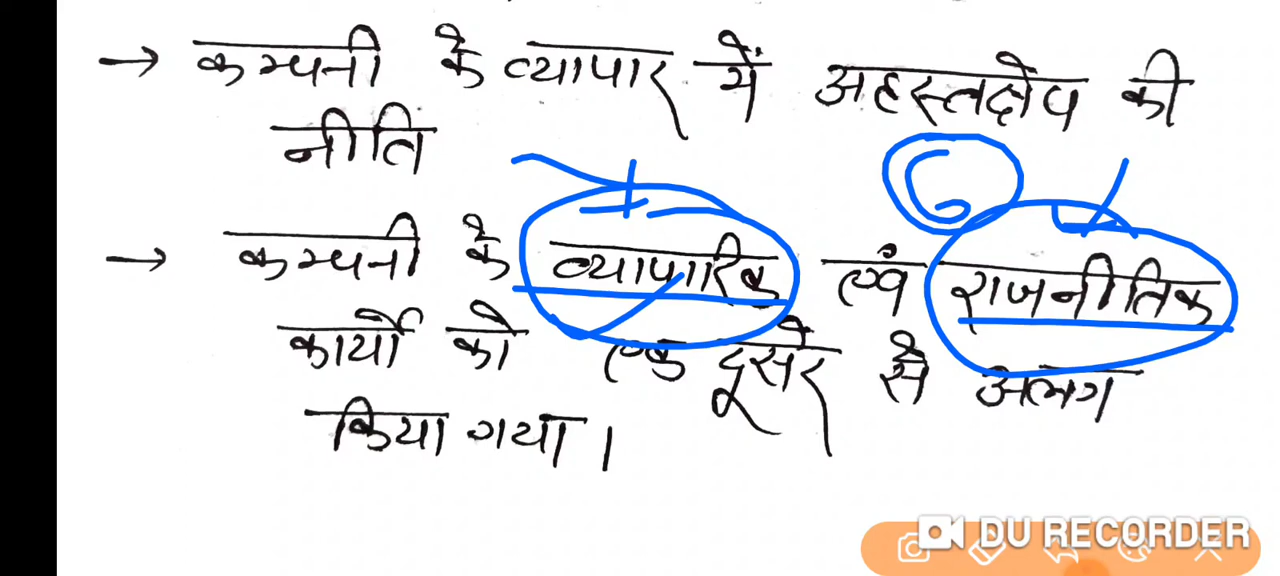 → कम्पनी के व्यापार में अहस्तक्षेप की
नीति
→ कम्पनी के व्यापारिक एवं राजनीतिक
कार्यों को एक दूसरे से अलग
किया गया।
DU RECORDER